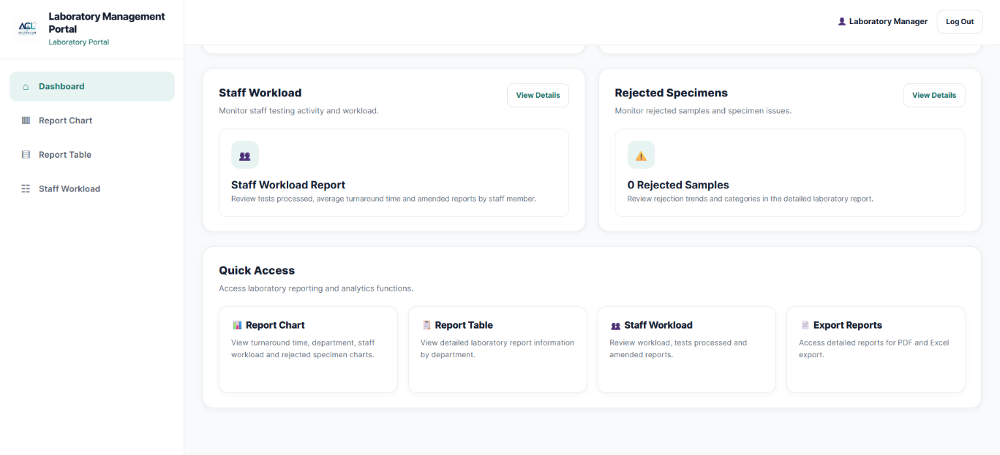 ACL
AUSTRALIAN
Laboratory Management
Portal
Laboratory Portal
Laboratory Manager
Log Out
Dashboard
Report Chart
Report Table
Staff Workload
Staff Workload
Monitor staff testing activity and workload.
View Details
Staff Workload Report
Review tests processed, average turnaround time and amended reports by staff member.
Rejected Specimens
Monitor rejected samples and specimen issues.
View Details
0 Rejected Samples
Review rejection trends and categories in the detailed laboratory report.
Quick Access
Access laboratory reporting and analytics functions.
Report Chart
View turnaround time, department, staff
workload and rejected specimen charts.
Report Table
View detailed laboratory report information
by department.
Staff Workload
Review workload, tests processed and
amended reports.
Export Reports
Access detailed reports for PDF and Excel
export.